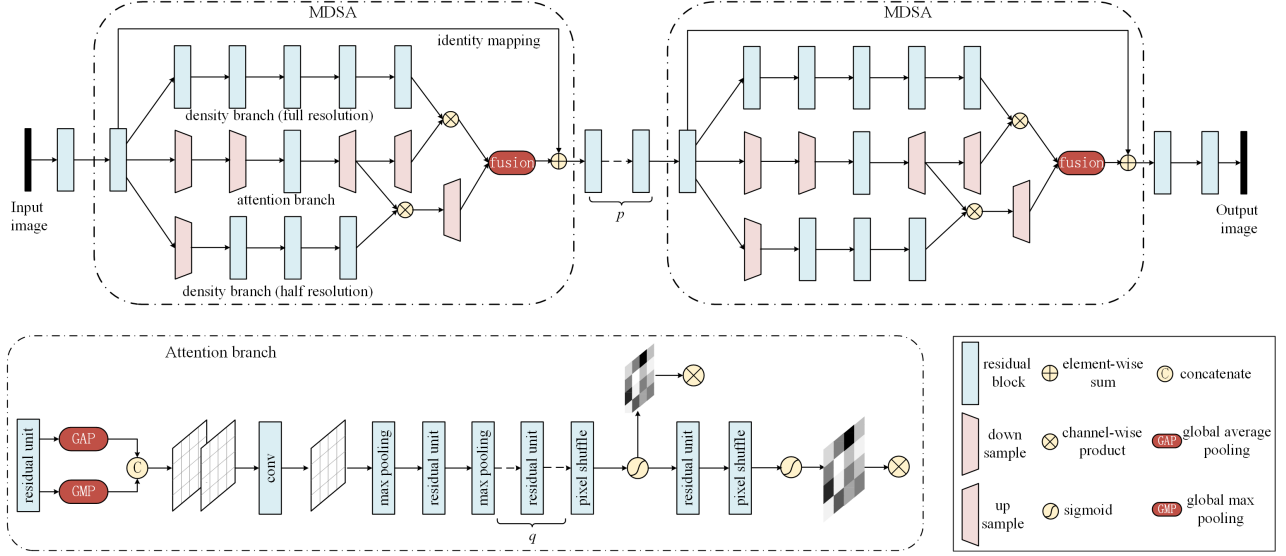 MDSA
MDSA
identity mapping
density branch (full resolution)
fusion
fusion
Input
image
attention branch
p
Output
image
density branch (half resolution)
Attention branch
residual unit
GAP
GMP
C
conv
max pooling
residual unit
max pooling
residual unit
pixel shuffle
residual unit
pixel shuffle
q
residual
block
element-wise
sum
C
concatenate
down
sample
channel-wise
product
GAP
global average
pooling
up
sample
sigmoid
GMP
global max
pooling